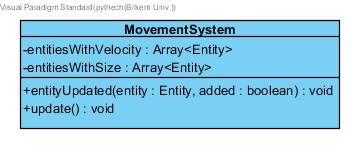 Visual Paradigm Standard(pythech(Bilkent Univ.))
MovementSystem
-entitiesWithVelocity : Array<Entity>
-entitiesWithSize : Array<Entity>
+entityUpdated(entity : Entity, added : boolean) : void
+update() : void